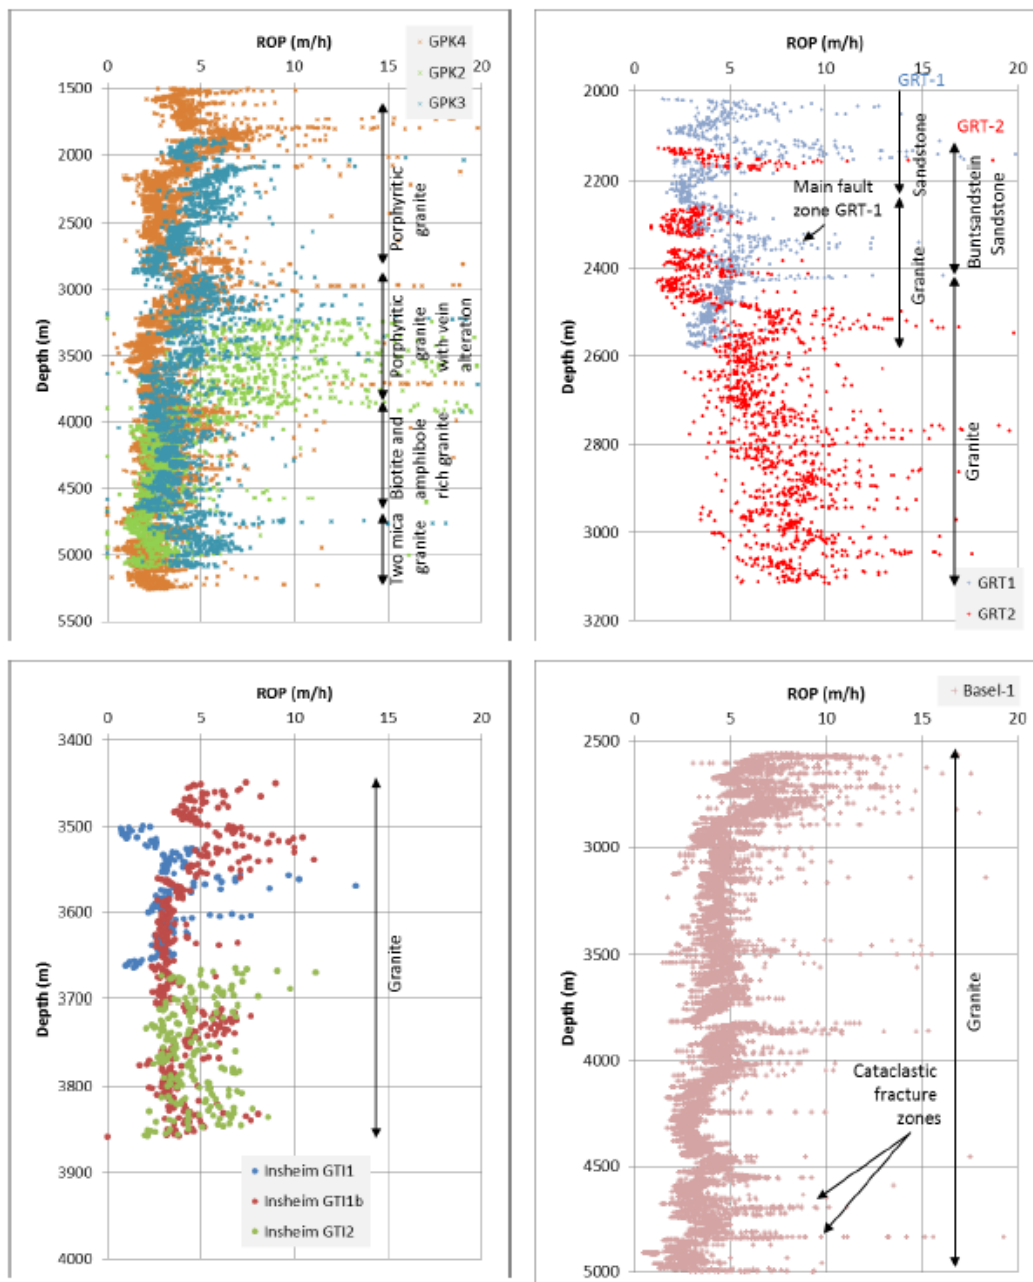 ROP (m/h)
GPK4
GPK2
GPK3
0 5 10 15 20
1500
2000
2500
3000
3500
4000
4500
5000
5500
Depth (m)
Porphyritic
granite
Porphyritic
granite
with vein
alteration
Biotite and
amphibole
rich granite
Two mica
granite
ROP (m/h)
0 5 10 15 20
GRT-1
GRT-2
2000
2200
2400
2600
2800
3000
3200
Depth (m)
Main fault
zone GRT-1
Sandstone
Granite
Buntsandstein
Sandstone
Granite
GRT1
GRT2
ROP (m/h)
0 5 10 15 20
3400
3500
3600
3700
3800
3900
4000
Depth (m)
Granite
Insheim GTI1
Insheim GTI1b
Insheim GTI2
ROP (m/h)
Basel-1
0 5 10 15 20
2500
3000
3500
4000
4500
5000
Depth (m)
Granite
Cataclastic
fracture
zones